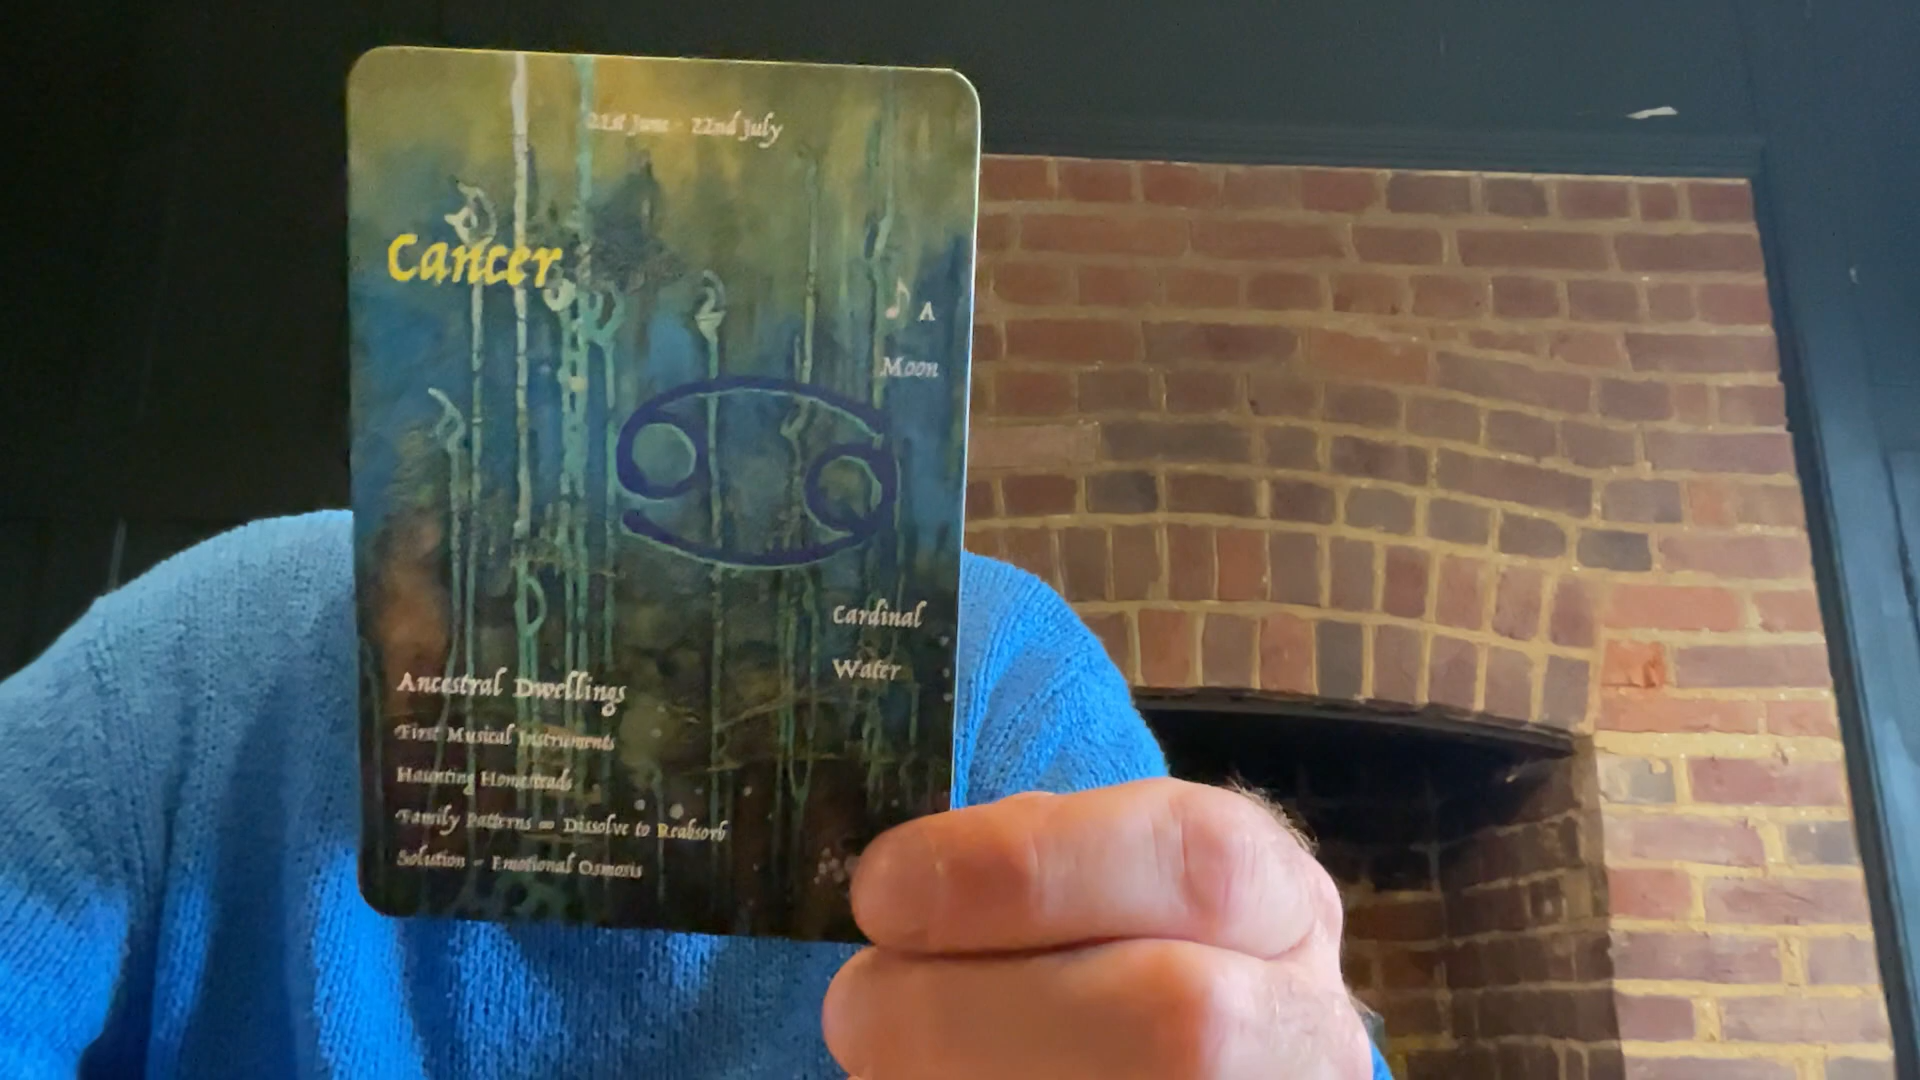 21st June - 22nd July
Cancer
♪ A
Moon
Cardinal
Water
Ancestral Dwellings
First Musical Instruments
Haunting Homesteads
Family Patterns = Dissolve to Reabsorb
Solution - Emotional Osmosis